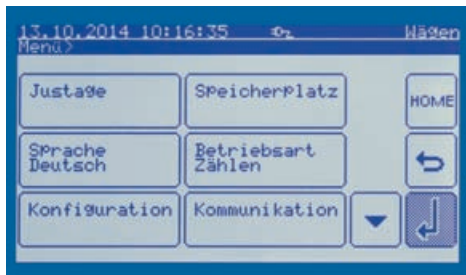 13.10.2014 10:16:35 Wägen
Menü>
Justage Speicherplatz HOME
Sprache Betriebsart
Deutsch Zählen
Konfiguration Kommunikation